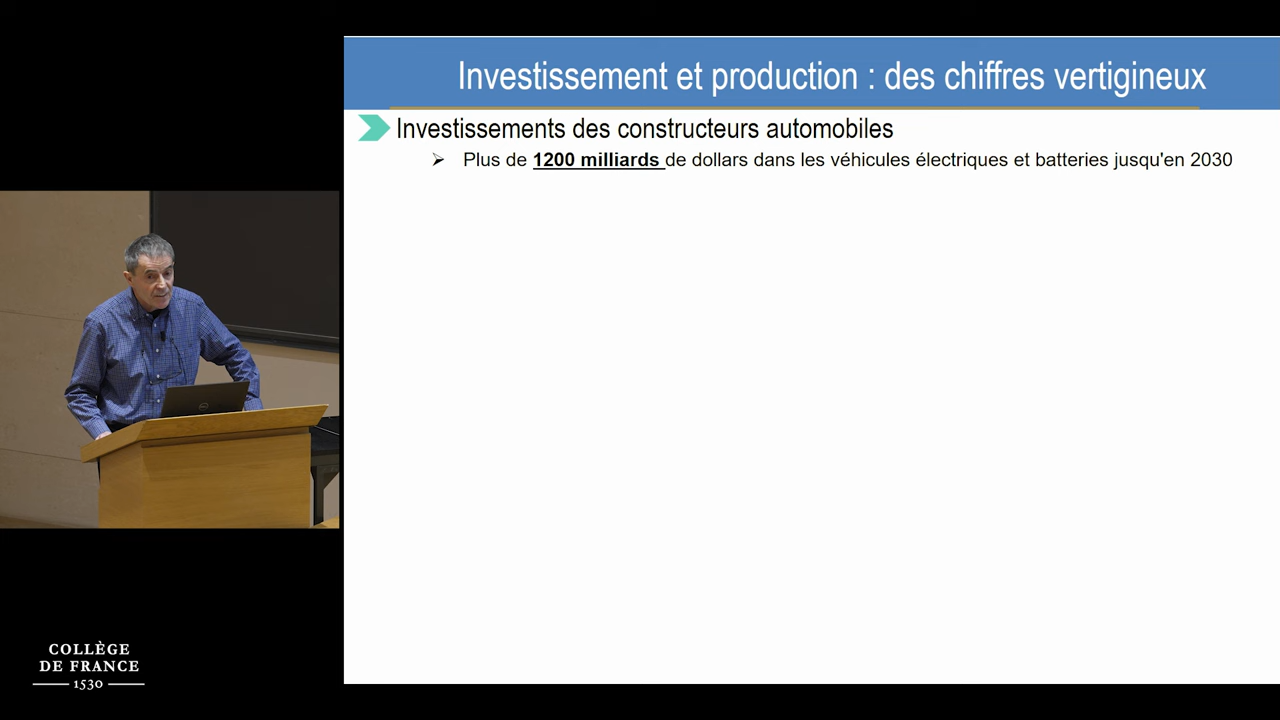 Investissement et production : des chiffres vertigineux
Investissements des constructeurs automobiles
Plus de 1200 milliards de dollars dans les véhicules électriques et batteries jusqu'en 2030
COLLÈGE
DE FRANCE
1530